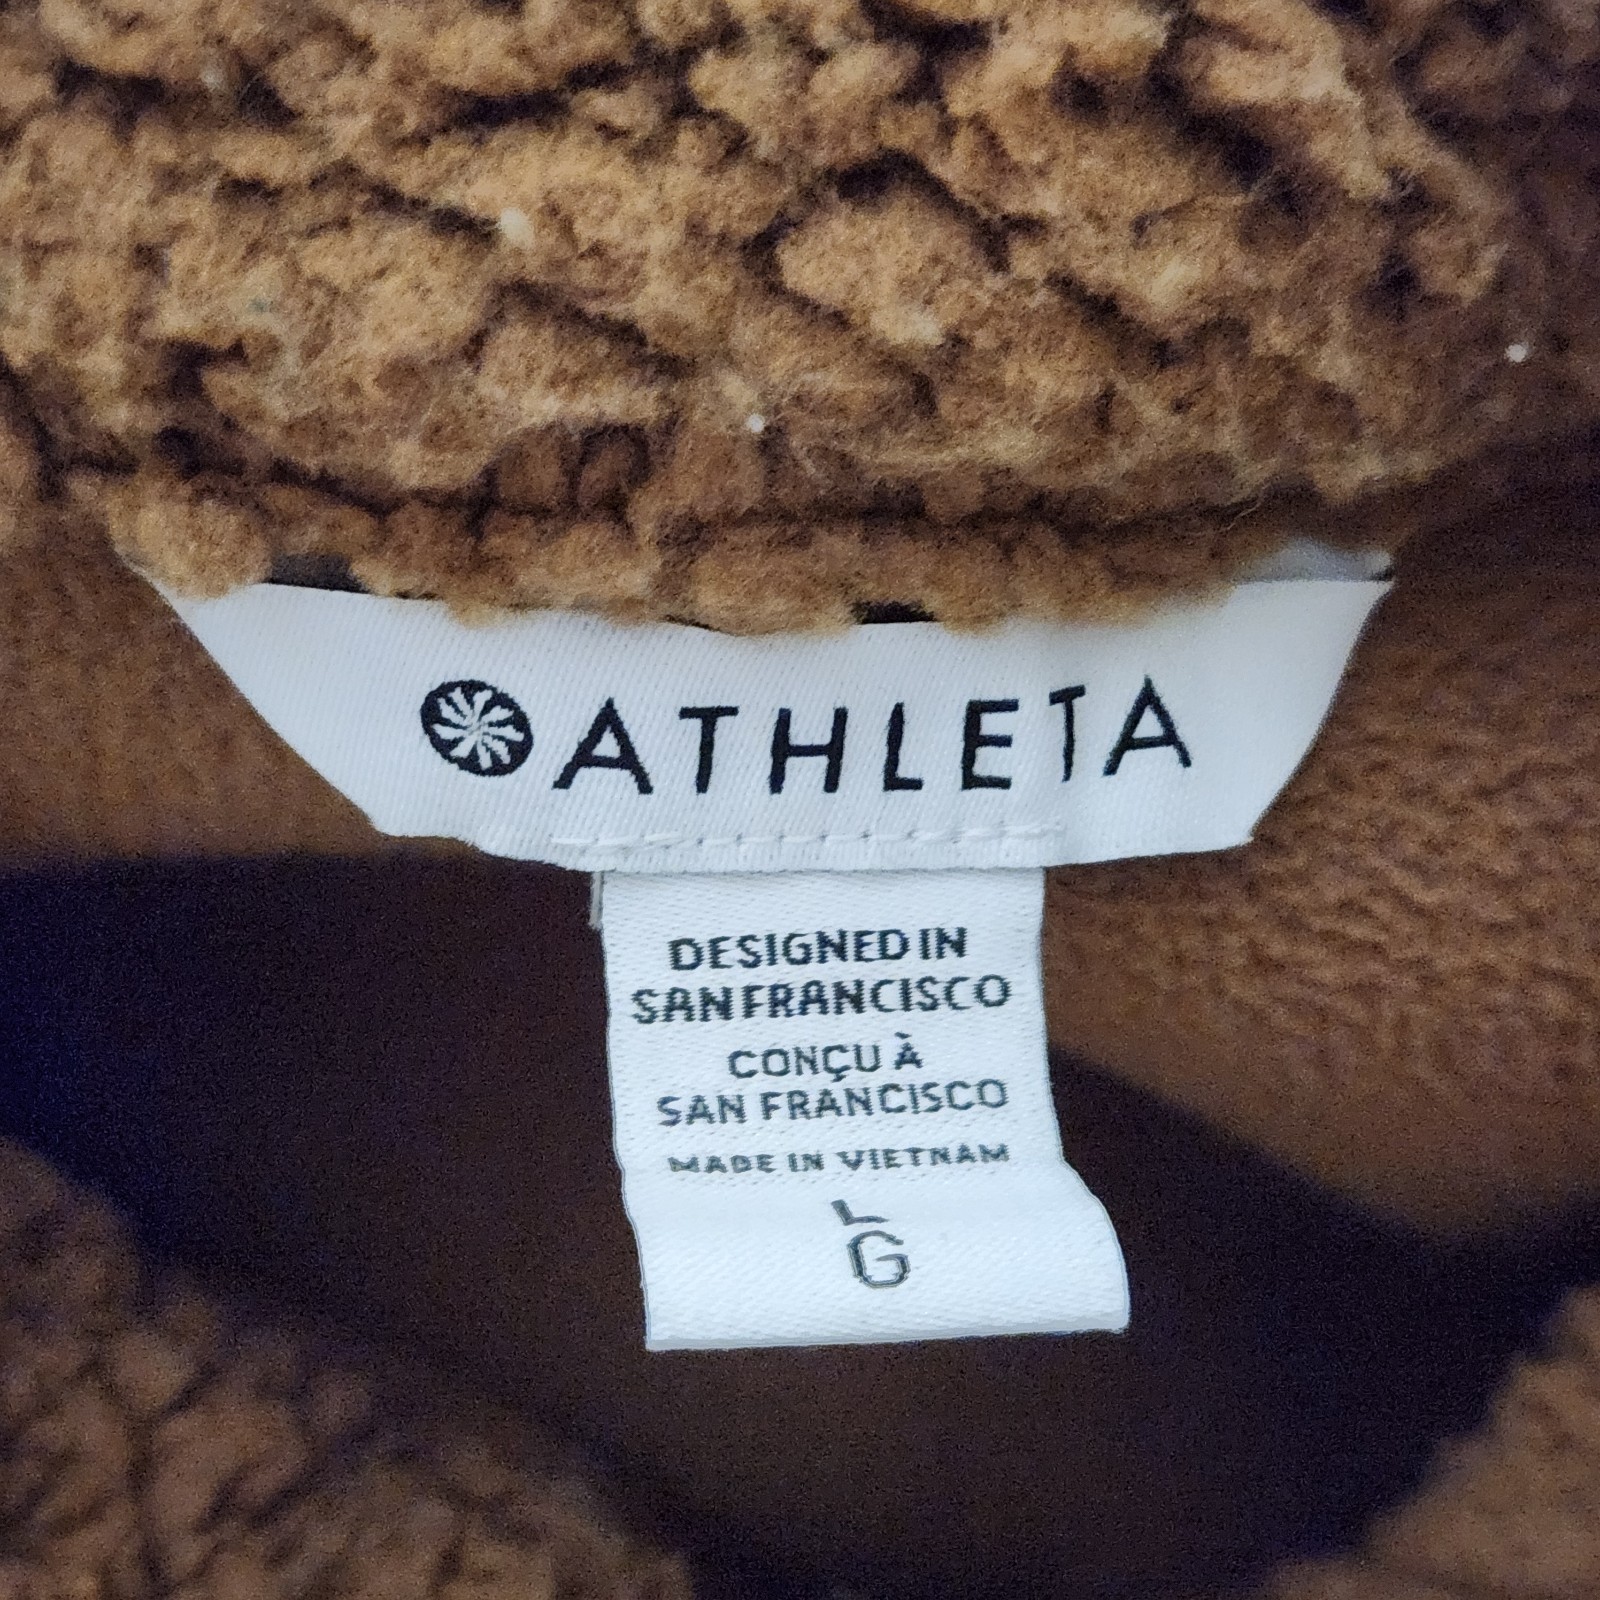 ATHLETA
DESIGNED IN
SAN FRANCISCO
CONÇU À
SAN FRANCISCO
MADE IN VIETNAM
L
G